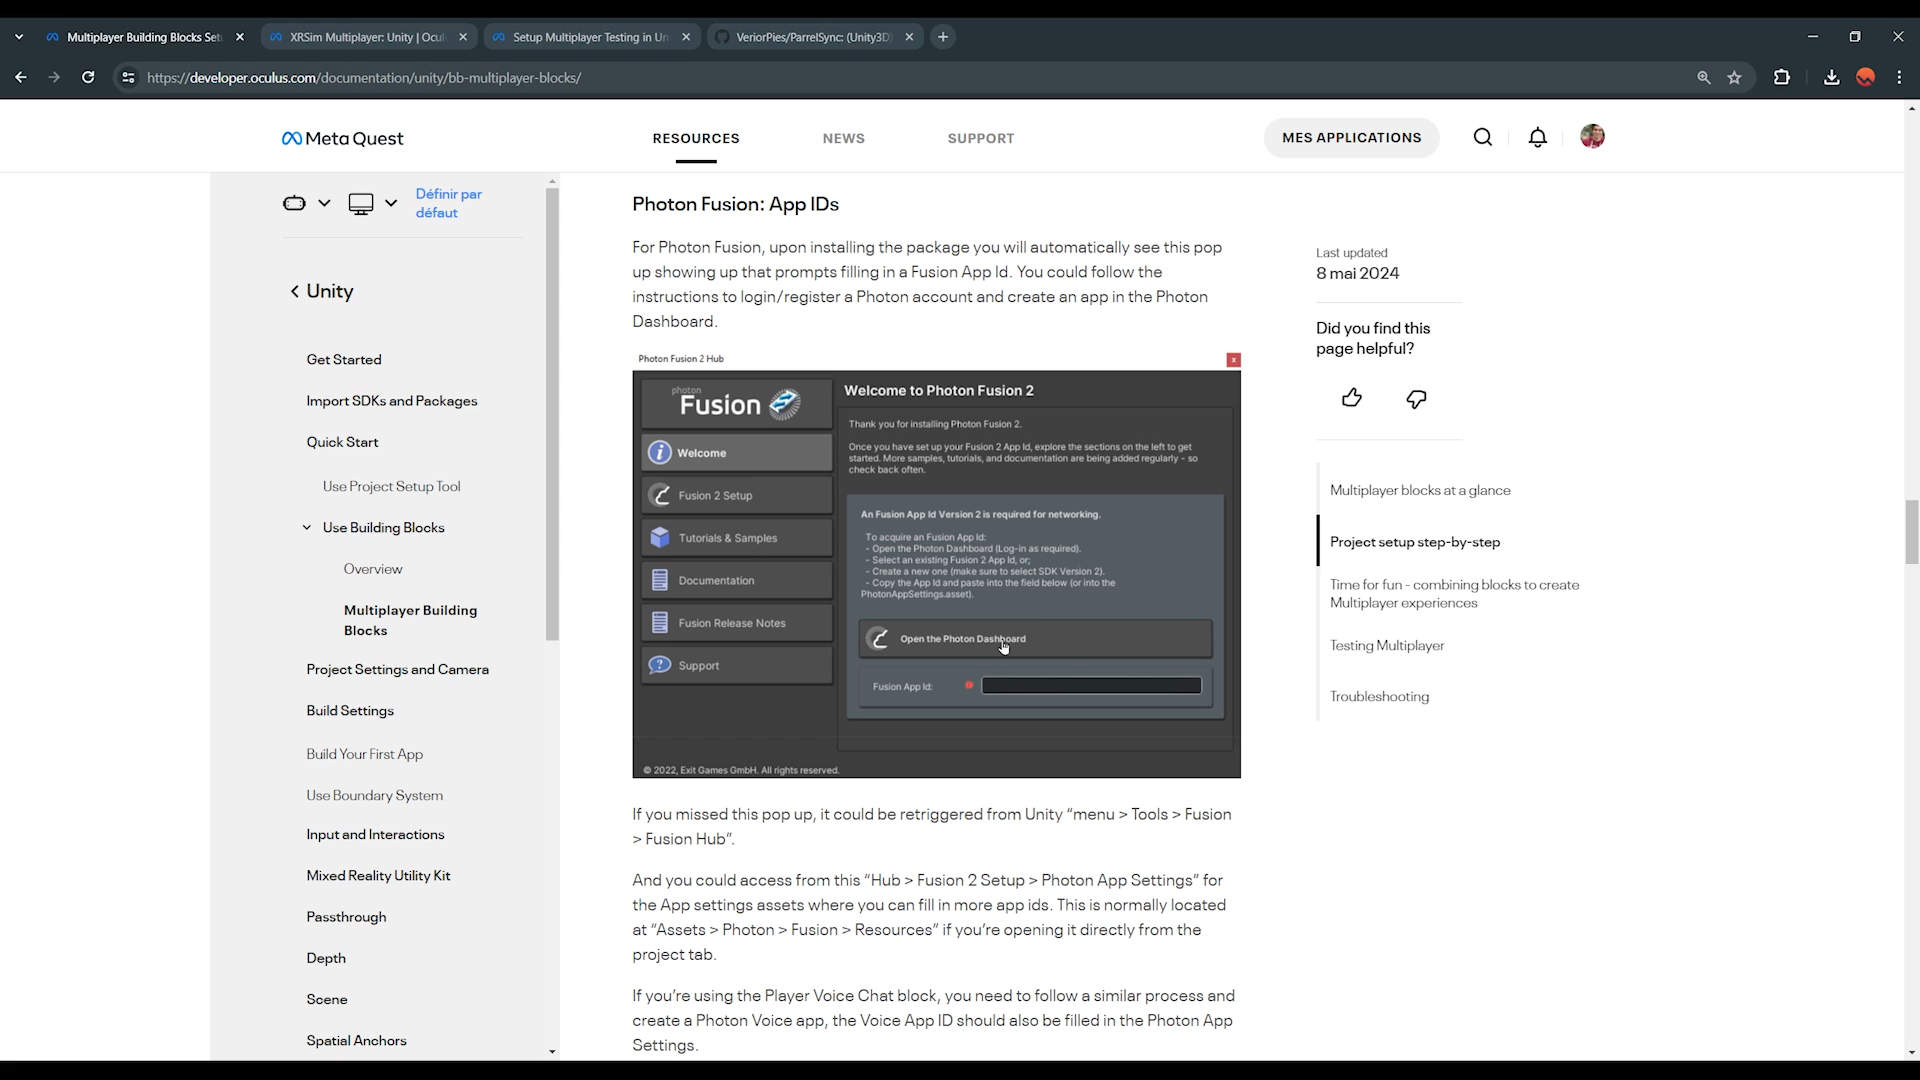 Multiplayer Building Blocks Set
XRSim Multiplayer: Unity | Ocul
Setup Multiplayer Testing in Un
VeriorPies/ParrelSync: (Unity3D)
https://developer.oculus.com/documentation/unity/bb-multiplayer-blocks/
Meta Quest
RESOURCES
NEWS
SUPPORT
MES APPLICATIONS
Définir par
défaut
Unity
Get Started
Import SDKs and Packages
Quick Start
Use Project Setup Tool
Use Building Blocks
Overview
Multiplayer Building
Blocks
Project Settings and Camera
Build Settings
Build Your First App
Use Boundary System
Input and Interactions
Mixed Reality Utility Kit
Passthrough
Depth
Scene
Spatial Anchors
Photon Fusion: App IDs
For Photon Fusion, upon installing the package you will automatically see this pop
up showing up that prompts filling in a Fusion App Id. You could follow the
instructions to login/register a Photon account and create an app in the Photon
Dashboard.
Photon Fusion 2 Hub
x
photon
Fusion
Welcome
Fusion 2 Setup
Tutorials & Samples
Documentation
Fusion Release Notes
Support
Welcome to Photon Fusion 2
Thank you for installing Photon Fusion 2.
Once you have set up your Fusion 2 App Id, explore the sections on the left to get
started. More samples, tutorials, and documentation are being added regularly - so
check back often.
An Fusion App Id Version 2 is required for networking.
To acquire an Fusion App Id:
- Open the Photon Dashboard (Log-in as required).
- Select an existing Fusion 2 App Id, or;
- Create a new one (make sure to select SDK Version 2).
- Copy the App Id and paste into the field below (or into the
PhotonAppSettings.asset).
Open the Photon Dashboard
Fusion App Id:
© 2022, Exit Games GmbH. All rights reserved.
If you missed this pop up, it could be retriggered from Unity “menu > Tools > Fusion
> Fusion Hub”.
And you could access from this “Hub > Fusion 2 Setup > Photon App Settings” for
the App settings assets where you can fill in more app ids. This is normally located
at “Assets > Photon > Fusion > Resources” if you’re opening it directly from the
project tab.
If you’re using the Player Voice Chat block, you need to follow a similar process and
create a Photon Voice app, the Voice App ID should also be filled in the Photon App
Settings.
Last updated
8 mai 2024
Did you find this
page helpful?
Multiplayer blocks at a glance
Project setup step-by-step
Time for fun - combining blocks to create
Multiplayer experiences
Testing Multiplayer
Troubleshooting